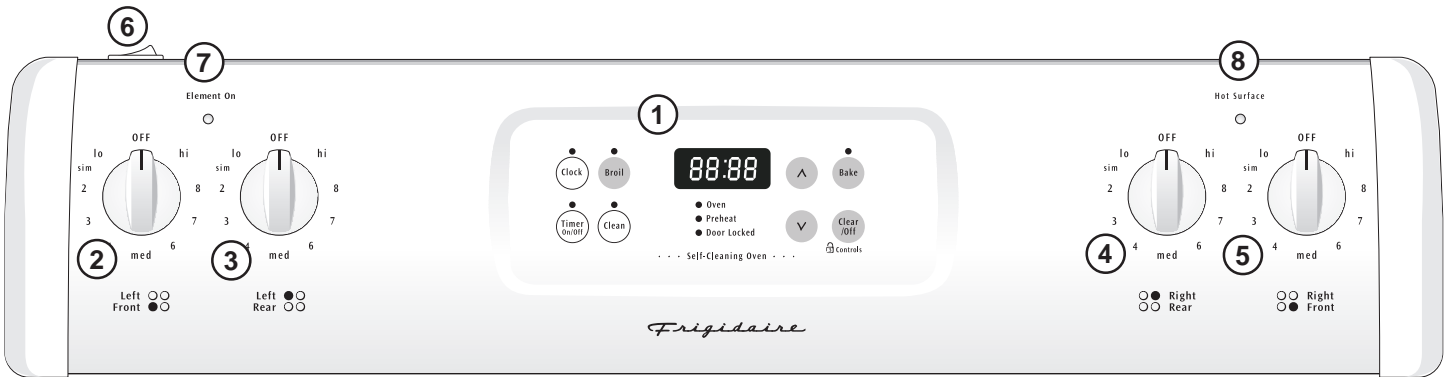 6
7
8
Element On
Hot Surface
1
OFF
lo hi
sim
2 8
3 7
6
med
2
Left
Front
OFF
lo hi
sim
2 8
3 7
4 6
med
3
Left
Rear
Clock
Broil
88:88
^
Bake
Timer
On/Off
Clean
Oven
Preheat
Door Locked
v
Clear
/Off
Controls
· · · Self-Cleaning Oven · · ·
Frigidaire
OFF
lo hi
sim
2 8
3 7
4 6
med
4
Right
Rear
OFF
lo hi
sim
2 8
3 7
4 6
med
5
Right
Front